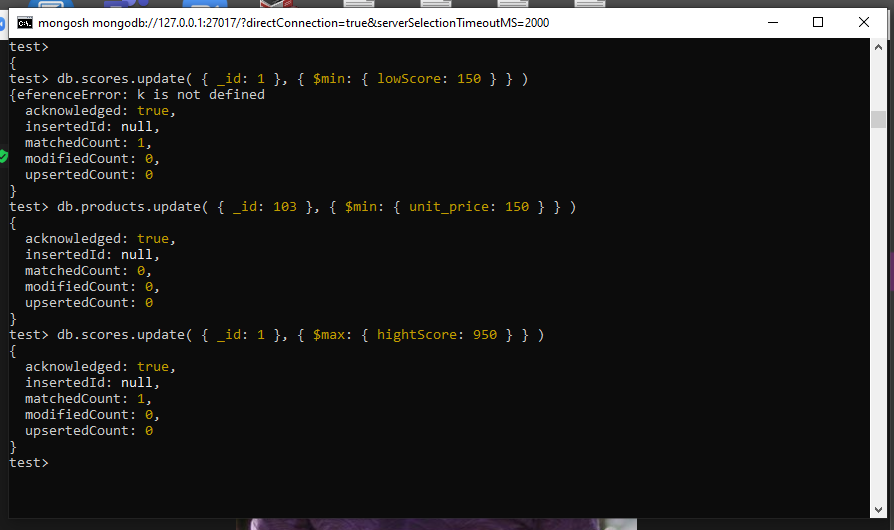 mongosh mongodb://127.0.0.1:27017/?directConnection=true&serverSelectionTimeoutMS=2000
test>
{
test> db.scores.update( { _id: 1 }, { $min: { lowScore: 150 } } )
{eferenceError: k is not defined
  acknowledged: true,
  insertedId: null,
  matchedCount: 1,
  modifiedCount: 0,
  upsertedCount: 0
}
test> db.products.update( { _id: 103 }, { $min: { unit_price: 150 } } )
{
  acknowledged: true,
  insertedId: null,
  matchedCount: 0,
  modifiedCount: 0,
  upsertedCount: 0
}
test> db.scores.update( { _id: 1 }, { $max: { hightScore: 950 } } )
{
  acknowledged: true,
  insertedId: null,
  matchedCount: 1,
  modifiedCount: 0,
  upsertedCount: 0
}
test>